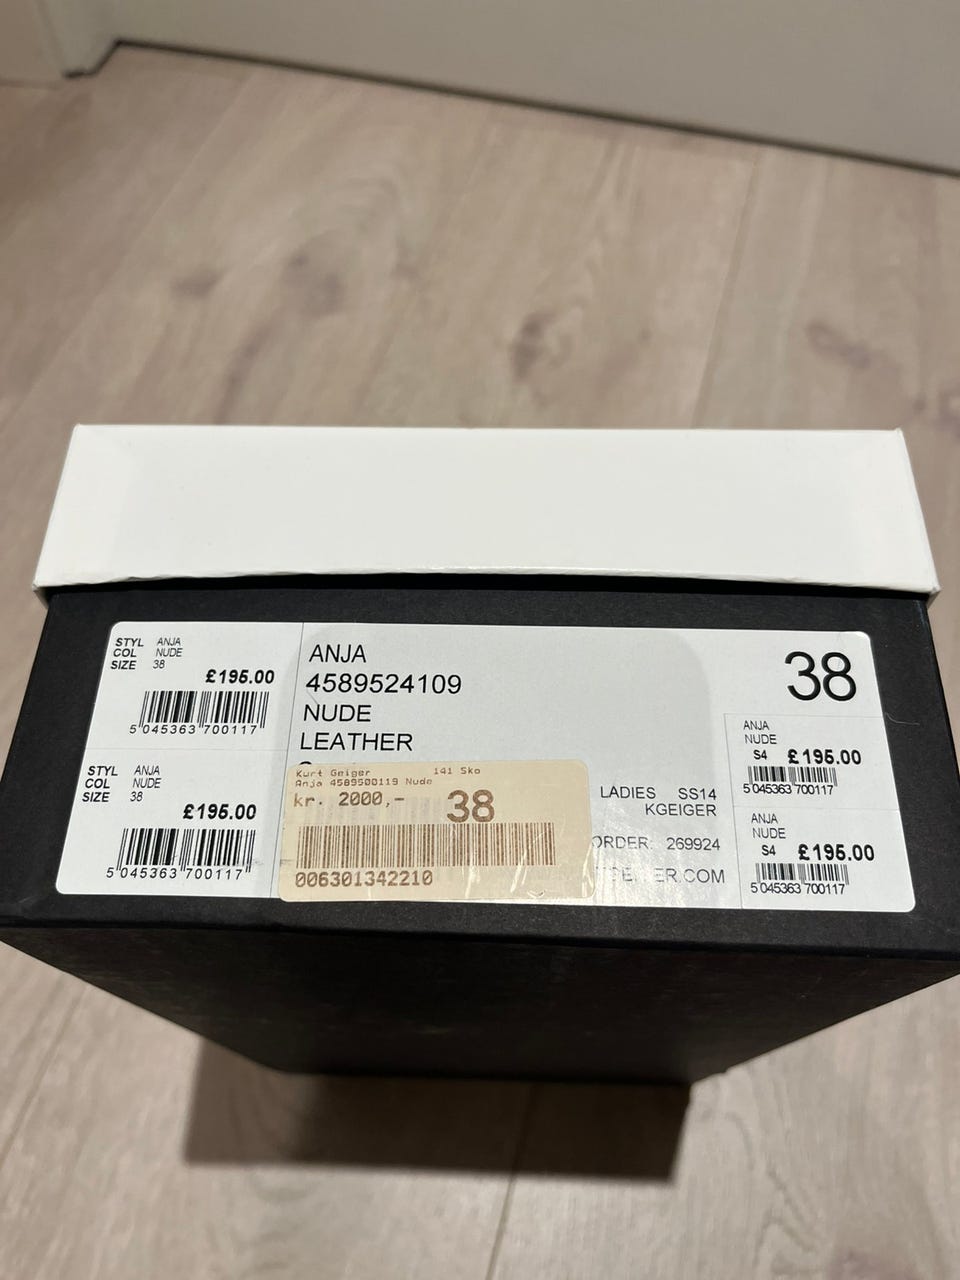 STYL ANJA
COL NUDE
SIZE 38
£195.00
5 045363 700117
STYL ANJA
COL NUDE
SIZE 38
£195.00
5 045363 700117
ANJA
4589524109
NUDE
LEATHER
Kurt Geiger 141 Sko
Anja 4589500119 Nude
kr. 2000,- 38
006301342210
LADIES SS14
KGEIGER
ORDER: 269924
.COM
38
ANJA
NUDE
S4 £195.00
5 045363 700117
ANJA
NUDE
S4 £195.00
5 045363 700117